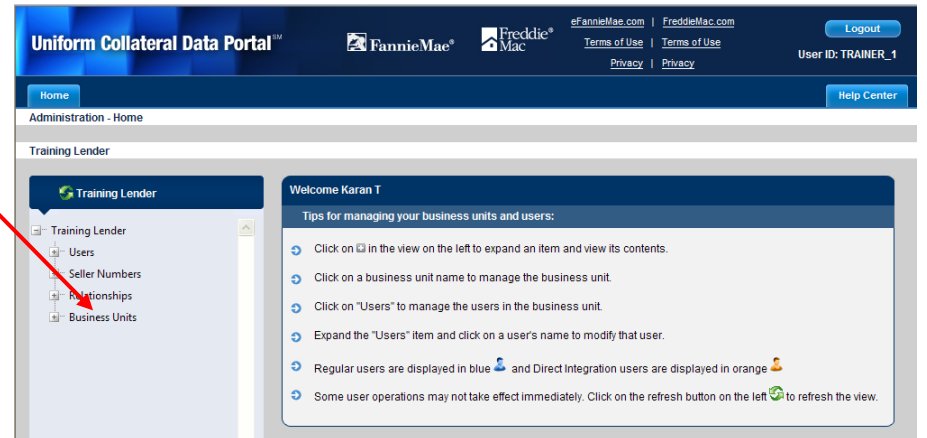 Uniform Collateral Data Portal℠
FannieMae®
Freddie Mac®
eFannieMae.com | FreddieMac.com
Terms of Use | Terms of Use
Privacy | Privacy
Logout
User ID: TRAINER_1
Home
Help Center
Administration - Home
Training Lender
Training Lender
Training Lender
Users
Seller Numbers
Relationships
Business Units
Welcome Karan T
Tips for managing your business units and users:
Click on in the view on the left to expand an item and view its contents.
Click on a business unit name to manage the business unit.
Click on "Users" to manage the users in the business unit.
Expand the "Users" item and click on a user's name to modify that user.
Regular users are displayed in blue and Direct Integration users are displayed in orange
Some user operations may not take effect immediately. Click on the refresh button on the left to refresh the view.